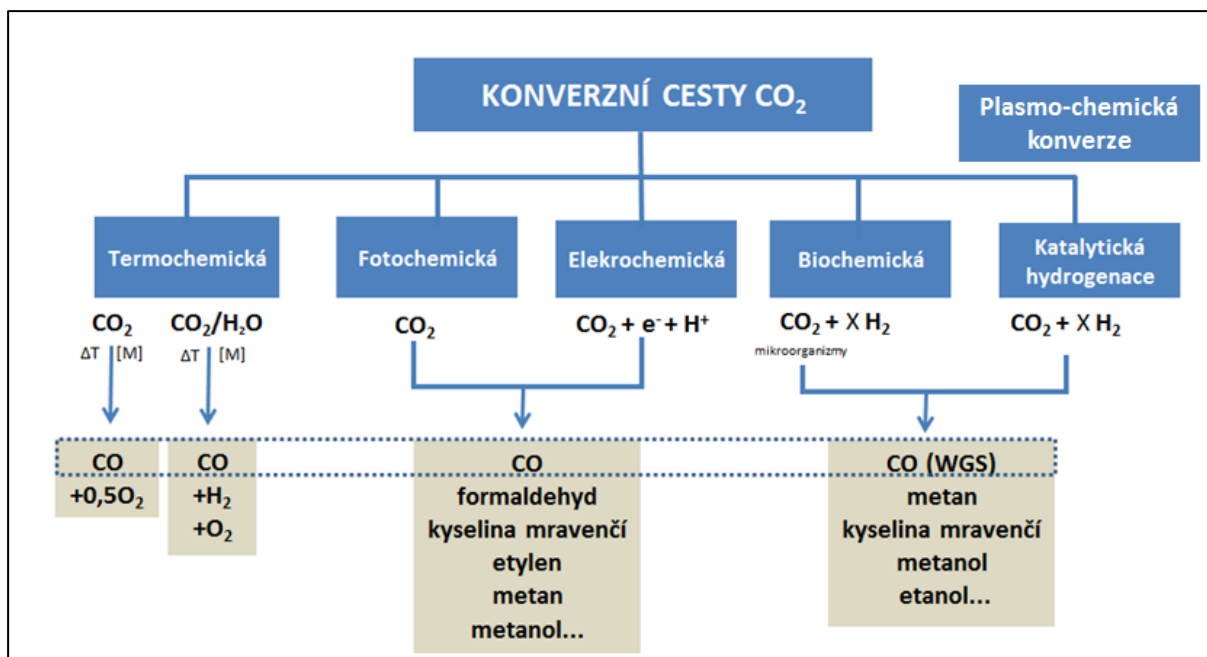 KONVERZNÍ CESTY CO₂
Plasmo-chemická
konverze
Termochemická
Fotochemická
Elekrochemická
Biochemická
Katalytická
hydrogenace
CO₂
ΔT [M]
CO₂/H₂O
ΔT [M]
CO₂
CO₂ + e⁻ + H⁺
CO₂ + X H₂
mikroorganizmy
CO₂ + X H₂
CO
+0,5O₂
CO
+H₂
+O₂
CO
formaldehyd
kyselina mravenčí
etylen
metan
metanol...
CO (WGS)
metan
kyselina mravenčí
metanol
etanol...